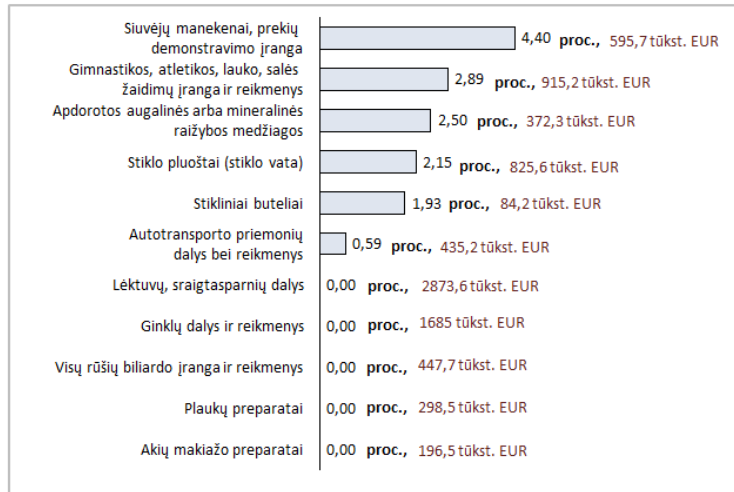 Siuvėjų manekenai, prekių
demonstravimo įranga
4,40 proc., 595,7 tūkst. EUR
Gimnastikos, atletikos, lauko, salės
žaidimų įranga ir reikmenys
2,89 proc., 915,2 tūkst. EUR
Apdorotos augalinės arba mineralinės
raižybos medžiagos
2,50 proc., 372,3 tūkst. EUR
Stiklo pluoštai (stiklo vata)
2,15 proc., 825,6 tūkst. EUR
Stikliniai buteliai
1,93 proc., 84,2 tūkst. EUR
Autotransporto priemonių
dalys bei reikmenys
0,59 proc., 435,2 tūkst. EUR
Lėktuvų, sraigtasparnių dalys
0,00 proc., 2873,6 tūkst. EUR
Ginklų dalys ir reikmenys
0,00 proc., 1685 tūkst. EUR
Visų rūšių biliardo įranga ir reikmenys
0,00 proc., 447,7 tūkst. EUR
Plaukų preparatai
0,00 proc., 298,5 tūkst. EUR
Akių makiažo preparatai
0,00 proc., 196,5 tūkst. EUR